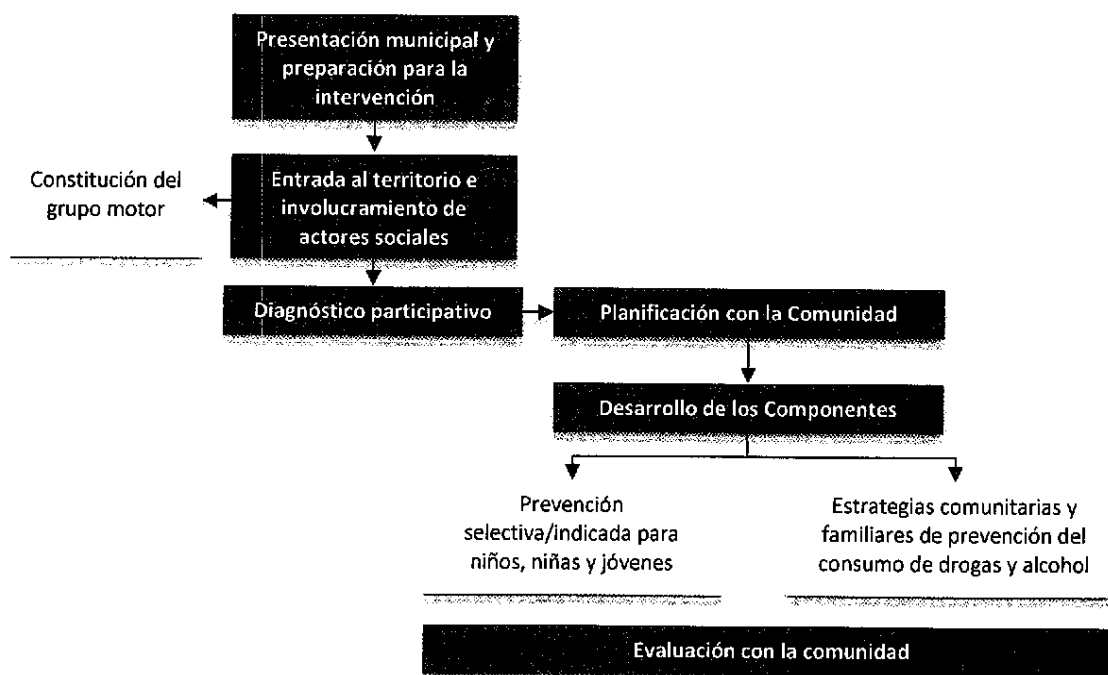 Presentación municipal y
preparación para la
intervención
Constitución del
grupo motor
Entrada al territorio e
involucramiento de
actores sociales
Diagnóstico participativo
Planificación con la Comunidad
Desarrollo de los Componentes
Prevención
selectiva/indicada para
niños, niñas y jóvenes
Estrategias comunitarias y
familiares de prevención del
consumo de drogas y alcohol
Evaluación con la comunidad